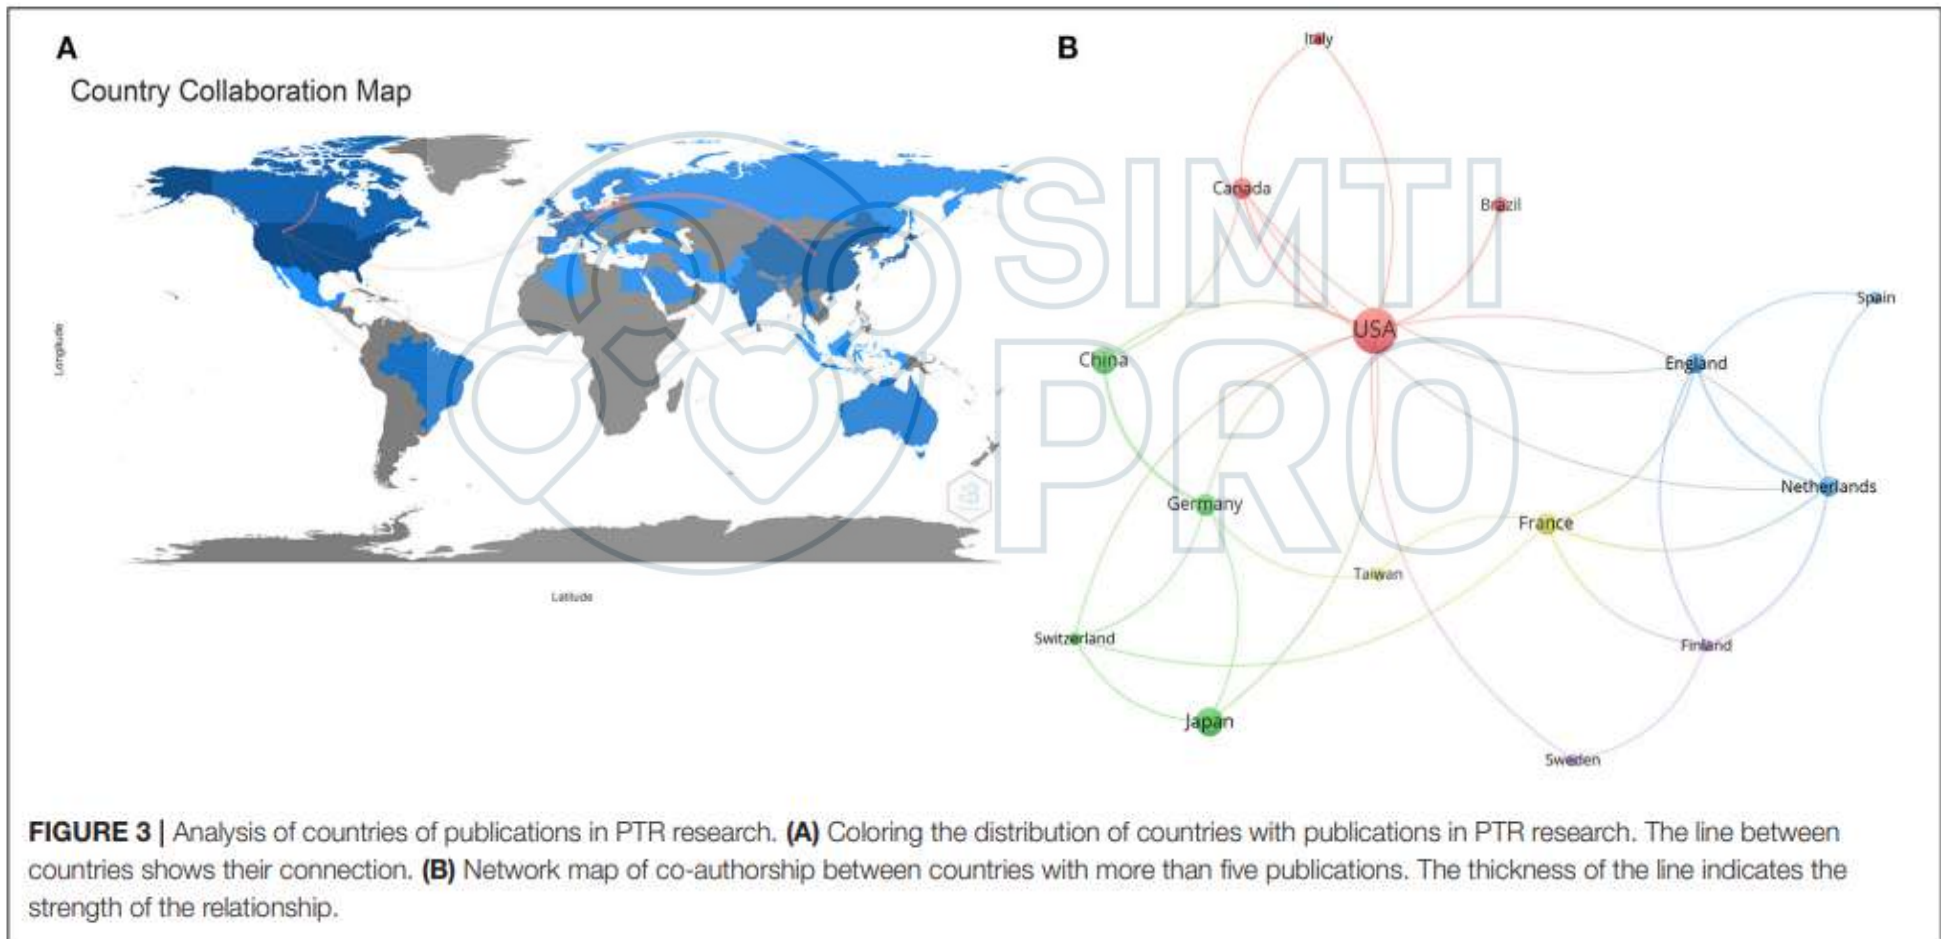 A
Country Collaboration Map
Longitude
Latitude
B
Italy
Canada
Brazil
USA
Spain
China
England
Germany
Netherlands
France
Taiwan
Switzerland
Finland
Japan
Sweden
SIMTI
PRO
FIGURE 3 | Analysis of countries of publications in PTR research. (A) Coloring the distribution of countries with publications in PTR research. The line between
countries shows their connection. (B) Network map of co-authorship between countries with more than five publications. The thickness of the line indicates the
strength of the relationship.